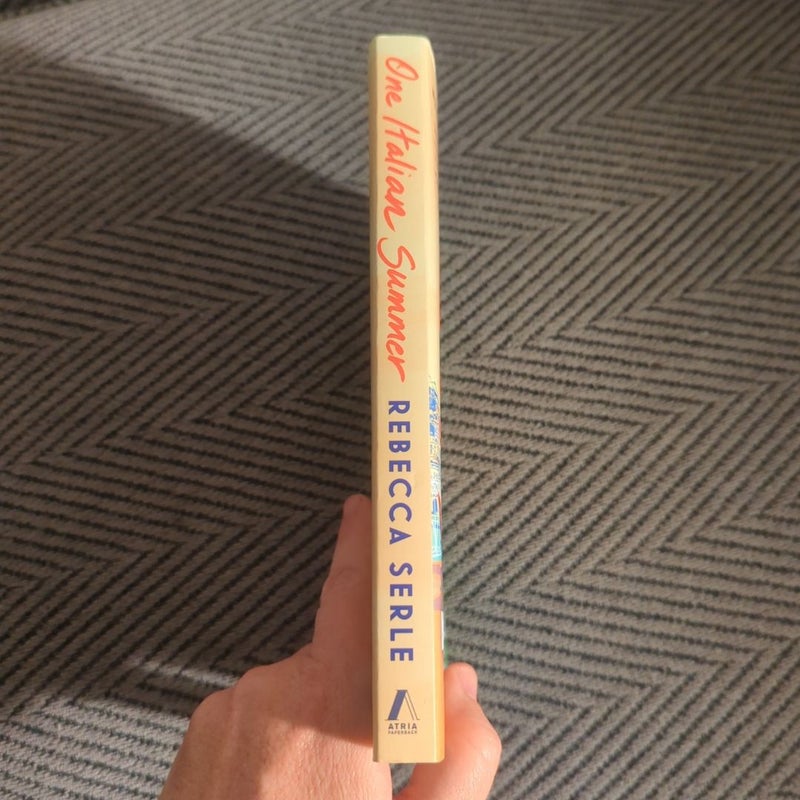 One Italian Summer
REBECCA SERLE
ATRIA
PAPERBACK